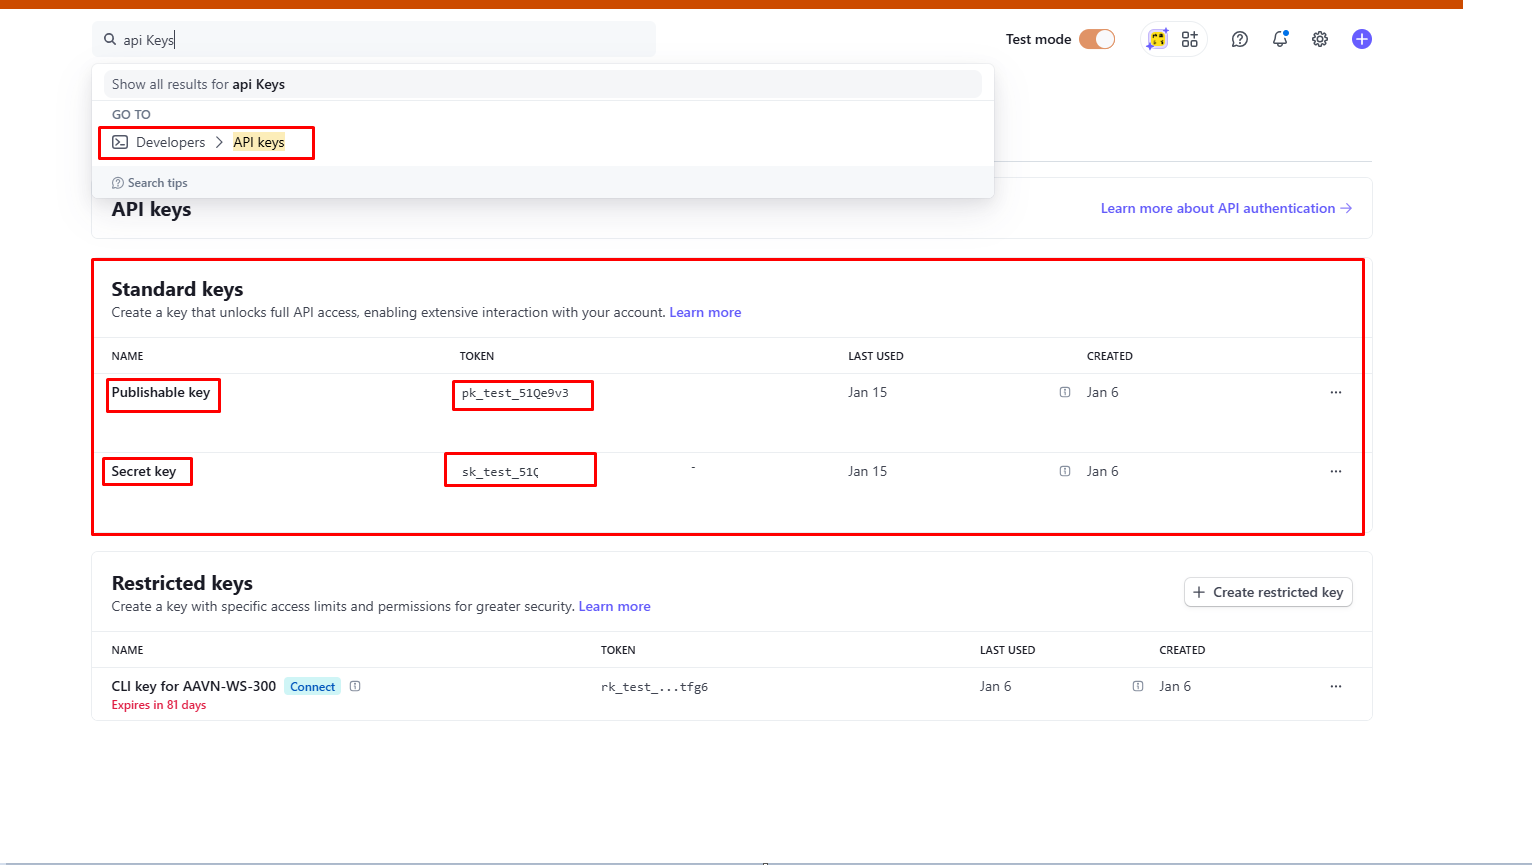 api Keys
Test mode
Show all results for api Keys
GO TO
Developers > API keys
Search tips
API keys
Learn more about API authentication →
Standard keys
Create a key that unlocks full API access, enabling extensive interaction with your account. Learn more
NAME TOKEN LAST USED CREATED
Publishable key pk_test_51Qe9v3 Jan 15 Jan 6 ...
Secret key sk_test_51Q - Jan 15 Jan 6 ...
Restricted keys
Create a key with specific access limits and permissions for greater security. Learn more
+ Create restricted key
NAME TOKEN LAST USED CREATED
CLI key for AAVN-WS-300 Connect rk_test_...tfg6 Jan 6 Jan 6 ...
Expires in 81 days